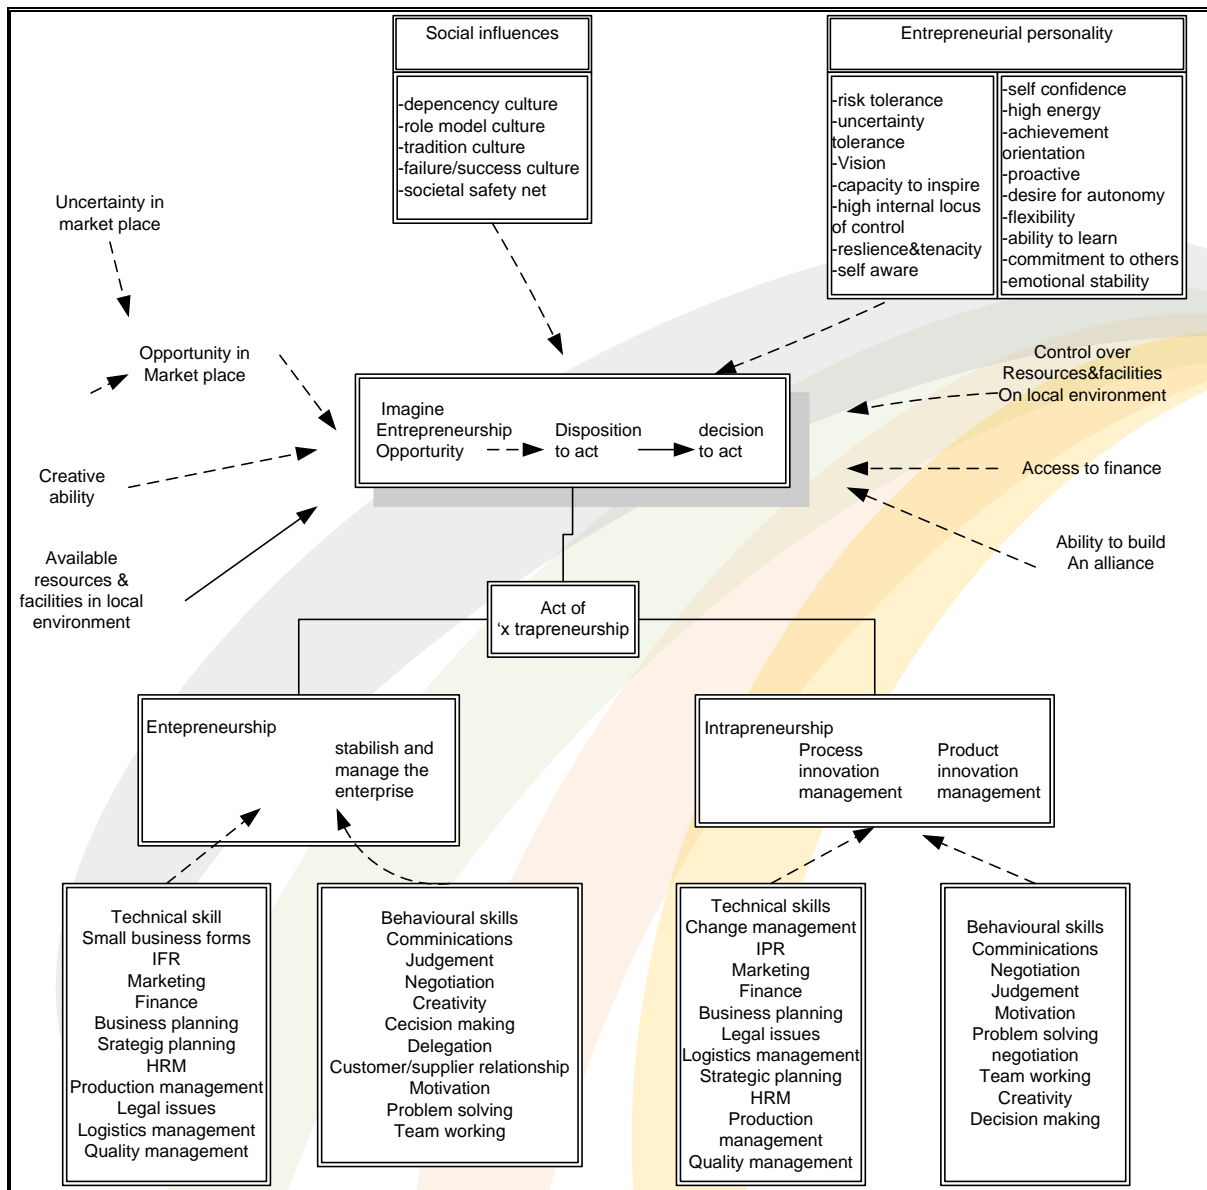 Social influences
-depencency culture
-role model culture
-tradition culture
-failure/success culture
-societal safety net
Entrepreneurial personality
-risk tolerance
-uncertainty
tolerance
-Vision
-capacity to inspire
-high internal locus
of control
-reslience&tenacity
-self aware
-self confidence
-high energy
-achievement
orientation
-proactive
-desire for autonomy
-flexibility
-ability to learn
-commitment to others
-emotional stability
Uncertainty in
market place
Opportunity in
Market place
Creative
ability
Available
resources &
facilities in local
environment
Imagine
Entrepreneurship
Opportunity
Disposition
to act
decision
to act
Control over
Resources&facilities
On local environment
Access to finance
Ability to build
An alliance
Act of
‘x trapreneurship
Entepreneurship
stabilish and
manage the
enterprise
Intrapreneurship
Process
innovation
management
Product
innovation
management
Technical skill
Small business forms
IFR
Marketing
Finance
Business planning
Srategig planning
HRM
Production management
Legal issues
Logistics management
Quality management
Behavioural skills
Comminications
Judgement
Negotiation
Creativity
Cecision making
Delegation
Customer/supplier relationship
Motivation
Problem solving
Team working
Technical skills
Change management
IPR
Marketing
Finance
Business planning
Legal issues
Logistics management
Strategic planning
HRM
Production
management
Quality management
Behavioural skills
Comminications
Negotiation
Judgement
Motivation
Problem solving
negotiation
Team working
Creativity
Decision making